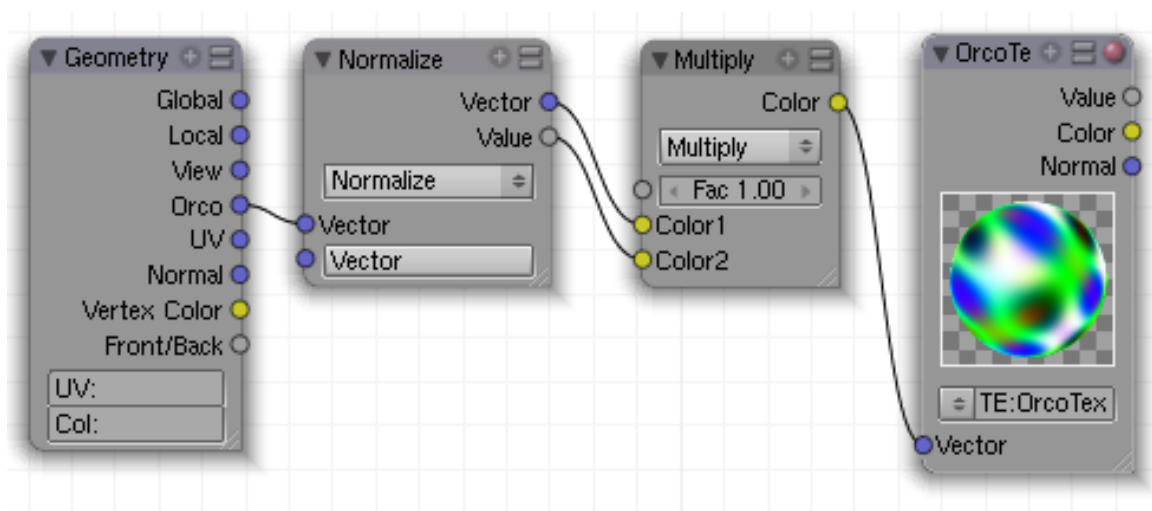 Geometry
Global
Local
View
Orco
UV
Normal
Vertex Color
Front/Back
UV:
Col:
Normalize
Vector
Value
Normalize
Vector
Vector
Multiply
Color
Multiply
Fac 1.00
Color1
Color2
OrcoTe
Value
Color
Normal
TE:OrcoTex
Vector